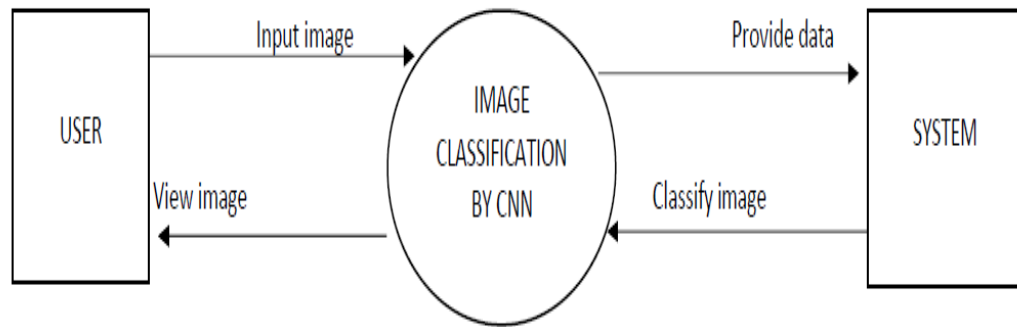 Input image
Provide data
USER
IMAGE
CLASSIFICATION
BY CNN
SYSTEM
View image
Classify image